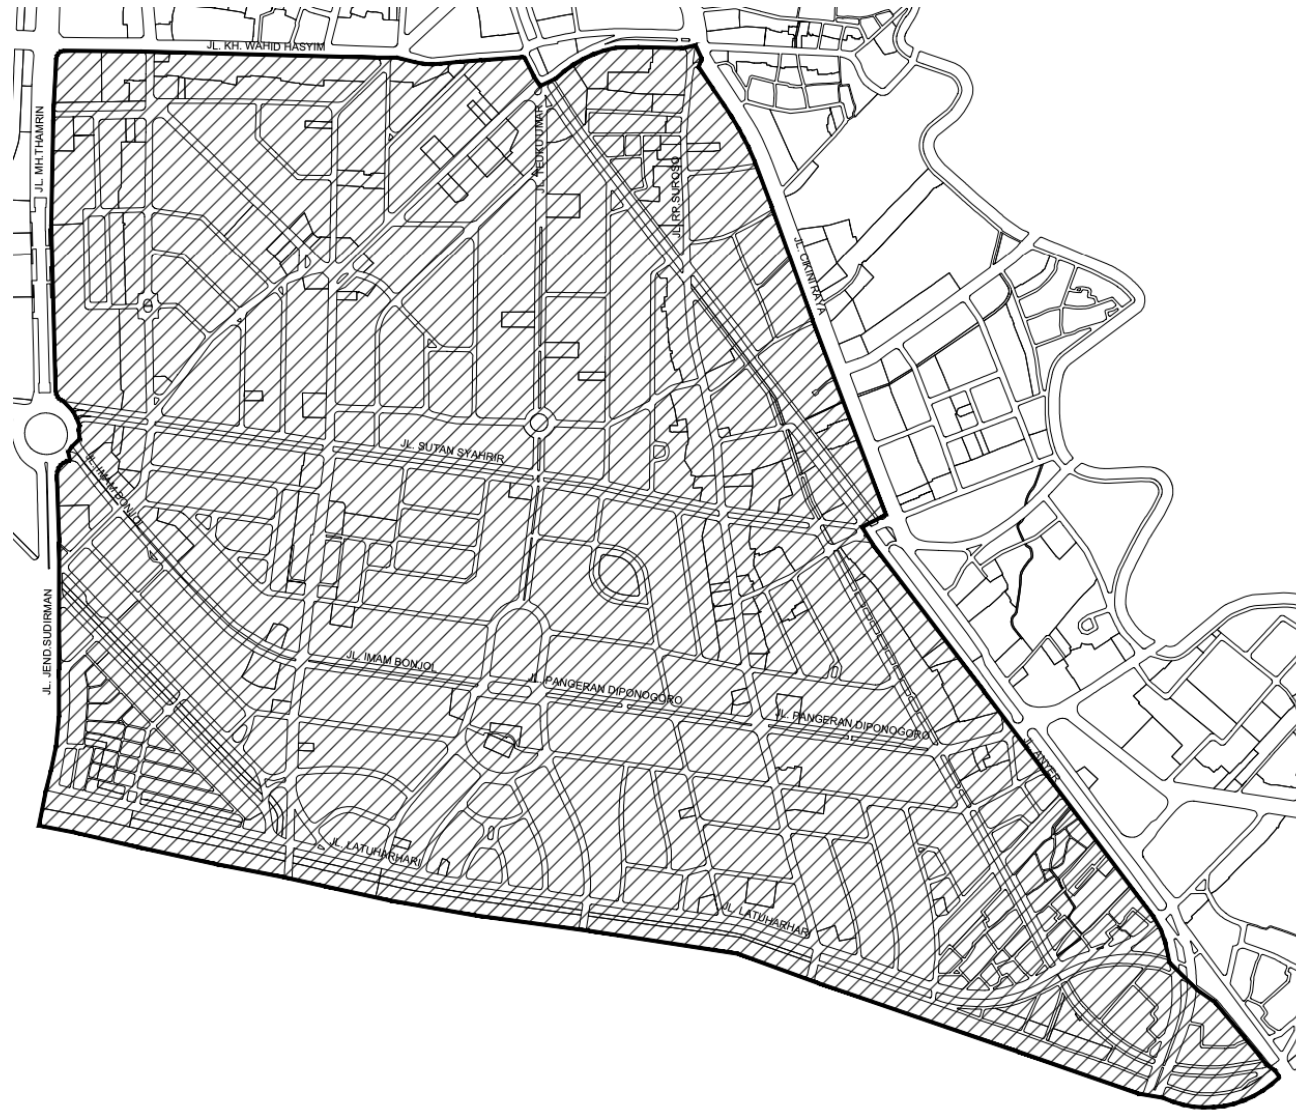 JL. KH. WAHID HASYIM
JL. MH.THAMRIN
JL. TEUKU UMAR
JL. RP.SUROSO
JL. CIKINI RAYA
JL. SUTAN SYAHRIR
JL. IMAM BONJOL
JL. JEND.SUDIRMAN
JL. IMAM BONJOL
JL. PANGERAN DIPONOGORO
JL. PANGERAN DIPONOGORO
JL. ANYER
JL. LATUHARHARI
JL. LATUHARHARI